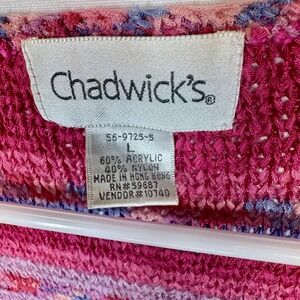 Chadwick's®
56-9725-5
L
60% ACRYLIC
40% NYLON
MADE IN HONG KONG
RN#59687
VENDOR#10740